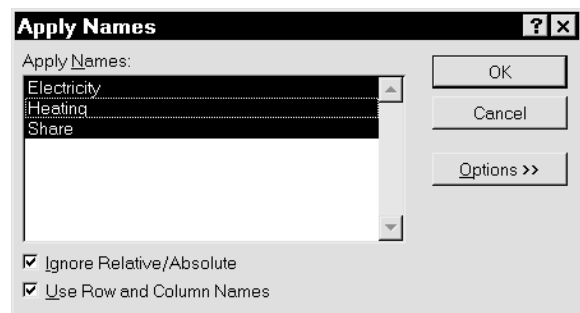 Apply Names
Apply Names:
OK
Electricity
Heating
Share
Cancel
Options >>
Ignore Relative/Absolute
Use Row and Column Names